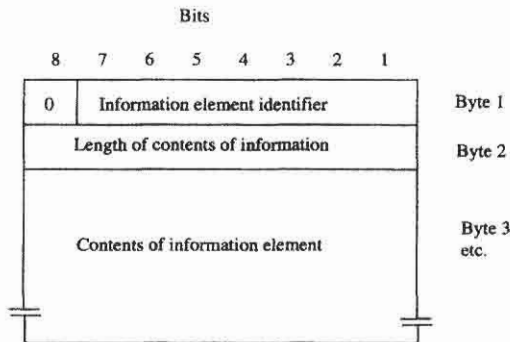 Bits
8 7 6 5 4 3 2 1
0 Information element identifier Byte 1
Length of contents of information Byte 2
Contents of information element Byte 3
etc.